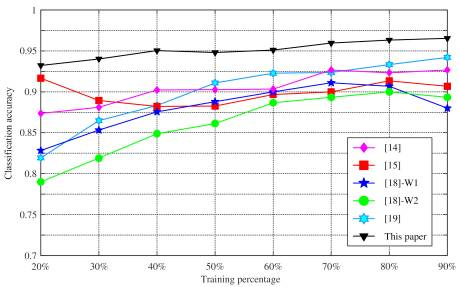 1
0.95
0.9
0.85
0.8
0.75
0.7
Classification accuracy
[14]
[15]
[18]-W1
[18]-W2
[19]
This paper
20% 30% 40% 50% 60% 70% 80% 90%
Training percentage